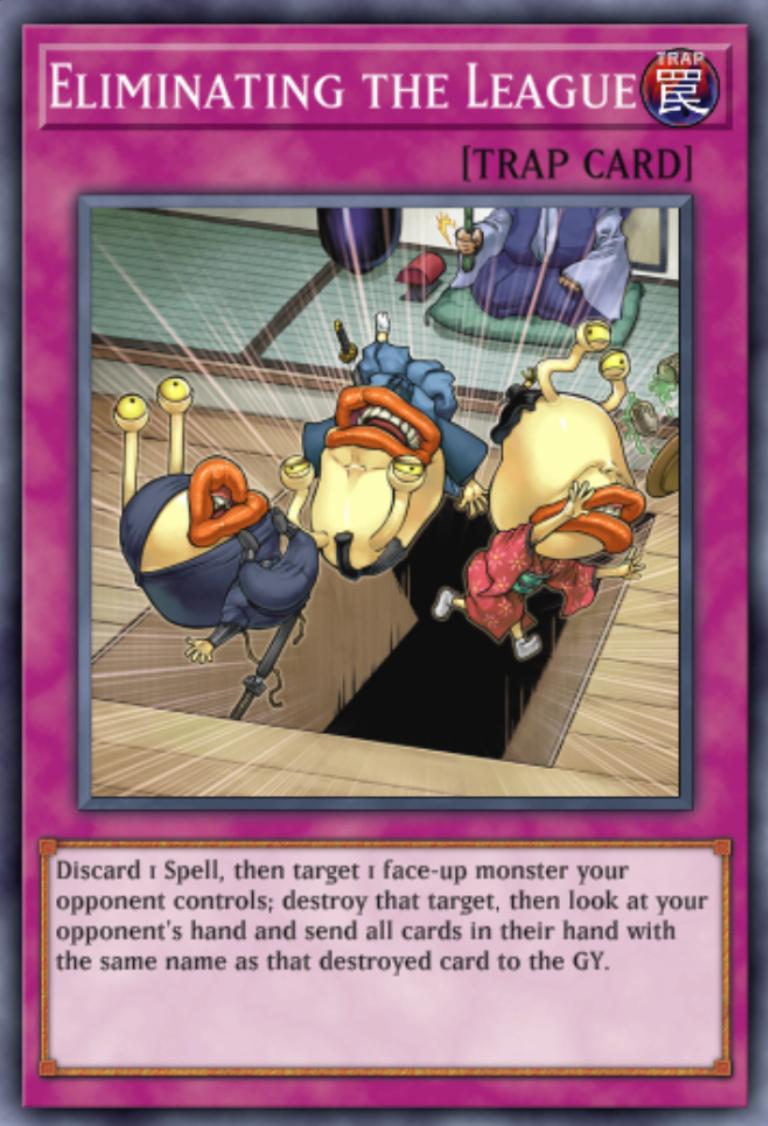 ELIMINATING THE LEAGUE
TRAP
罠
[TRAP CARD]
Discard 1 Spell, then target 1 face-up monster your
opponent controls; destroy that target, then look at your
opponent's hand and send all cards in their hand with
the same name as that destroyed card to the GY.